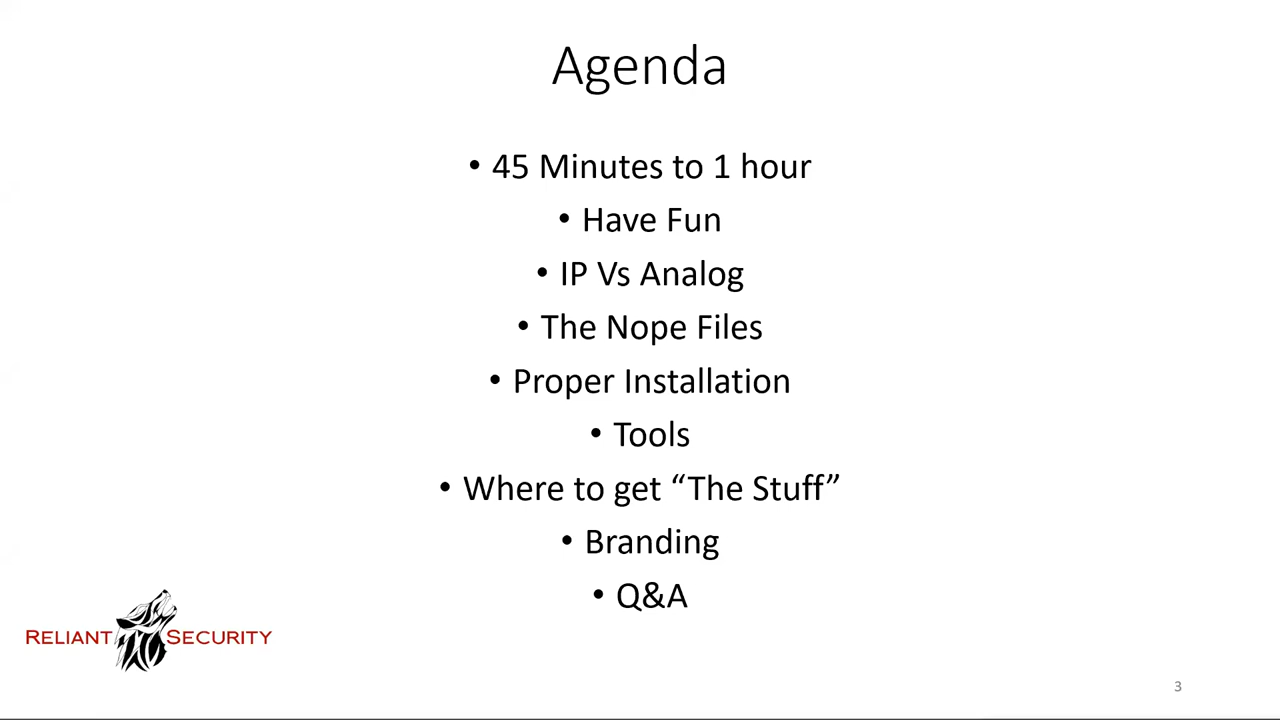 Agenda
• 45 Minutes to 1 hour
• Have Fun
• IP Vs Analog
• The Nope Files
• Proper Installation
• Tools
• Where to get “The Stuff”
• Branding
• Q&A
RELIANT SECURITY
3